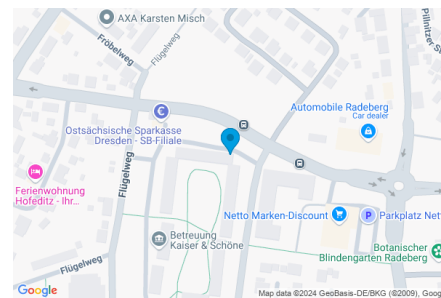 AXA Karsten Misch
Fröbelweg
Flügelweg
Pillnitzer Str.
Automobile Radeberg
Car dealer
Ostsächsische Sparkasse
Dresden - SB-Filiale
Flügelweg
Ferienwohnung
Hofeditz - Ihr...
Netto Marken-Discount
P
Parkplatz Nett
Betreuung
Kaiser & Schöne
Botanischer
Blindengarten Radeberg
Flügelweg
Google
Map data ©2024 GeoBasis-DE/BKG (©2009), Goog